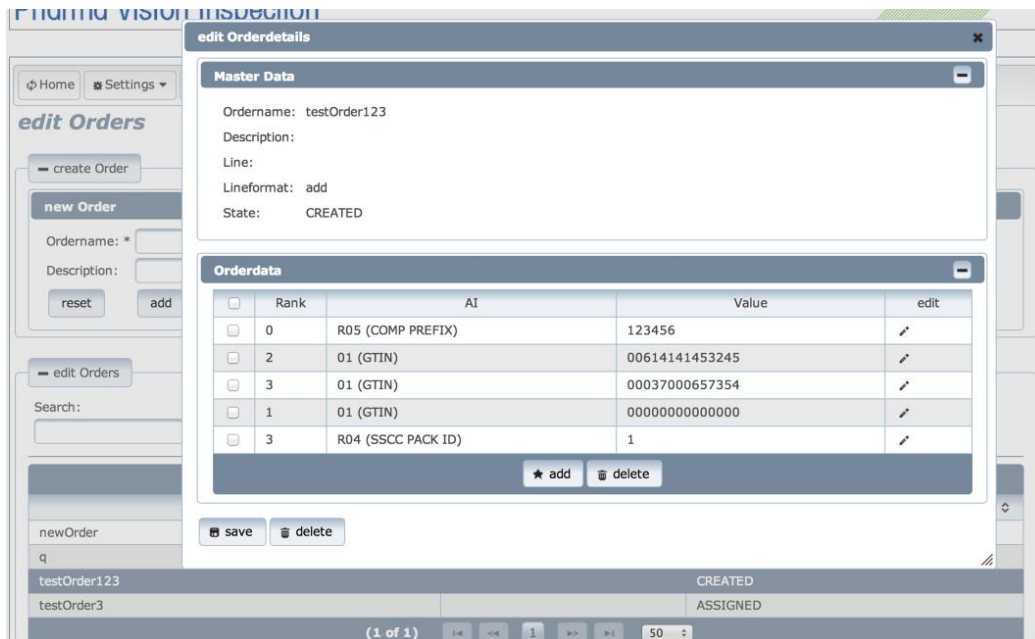 Pharma Vision Inspection
edit Orderdetails
Home Settings
edit Orders
create Order
new Order
Ordername: *
Description:
reset add
edit Orders
Search:
newOrder
q
testOrder123 CREATED
testOrder3 ASSIGNED
(1 of 1) 1 50
Master Data
Ordername: testOrder123
Description:
Line:
Lineformat: add
State: CREATED
Orderdata
Rank AI Value edit
0 R05 (COMP PREFIX) 123456
2 01 (GTIN) 00614141453245
3 01 (GTIN) 00037000657354
1 01 (GTIN) 00000000000000
3 R04 (SSCC PACK ID) 1
add delete
save delete